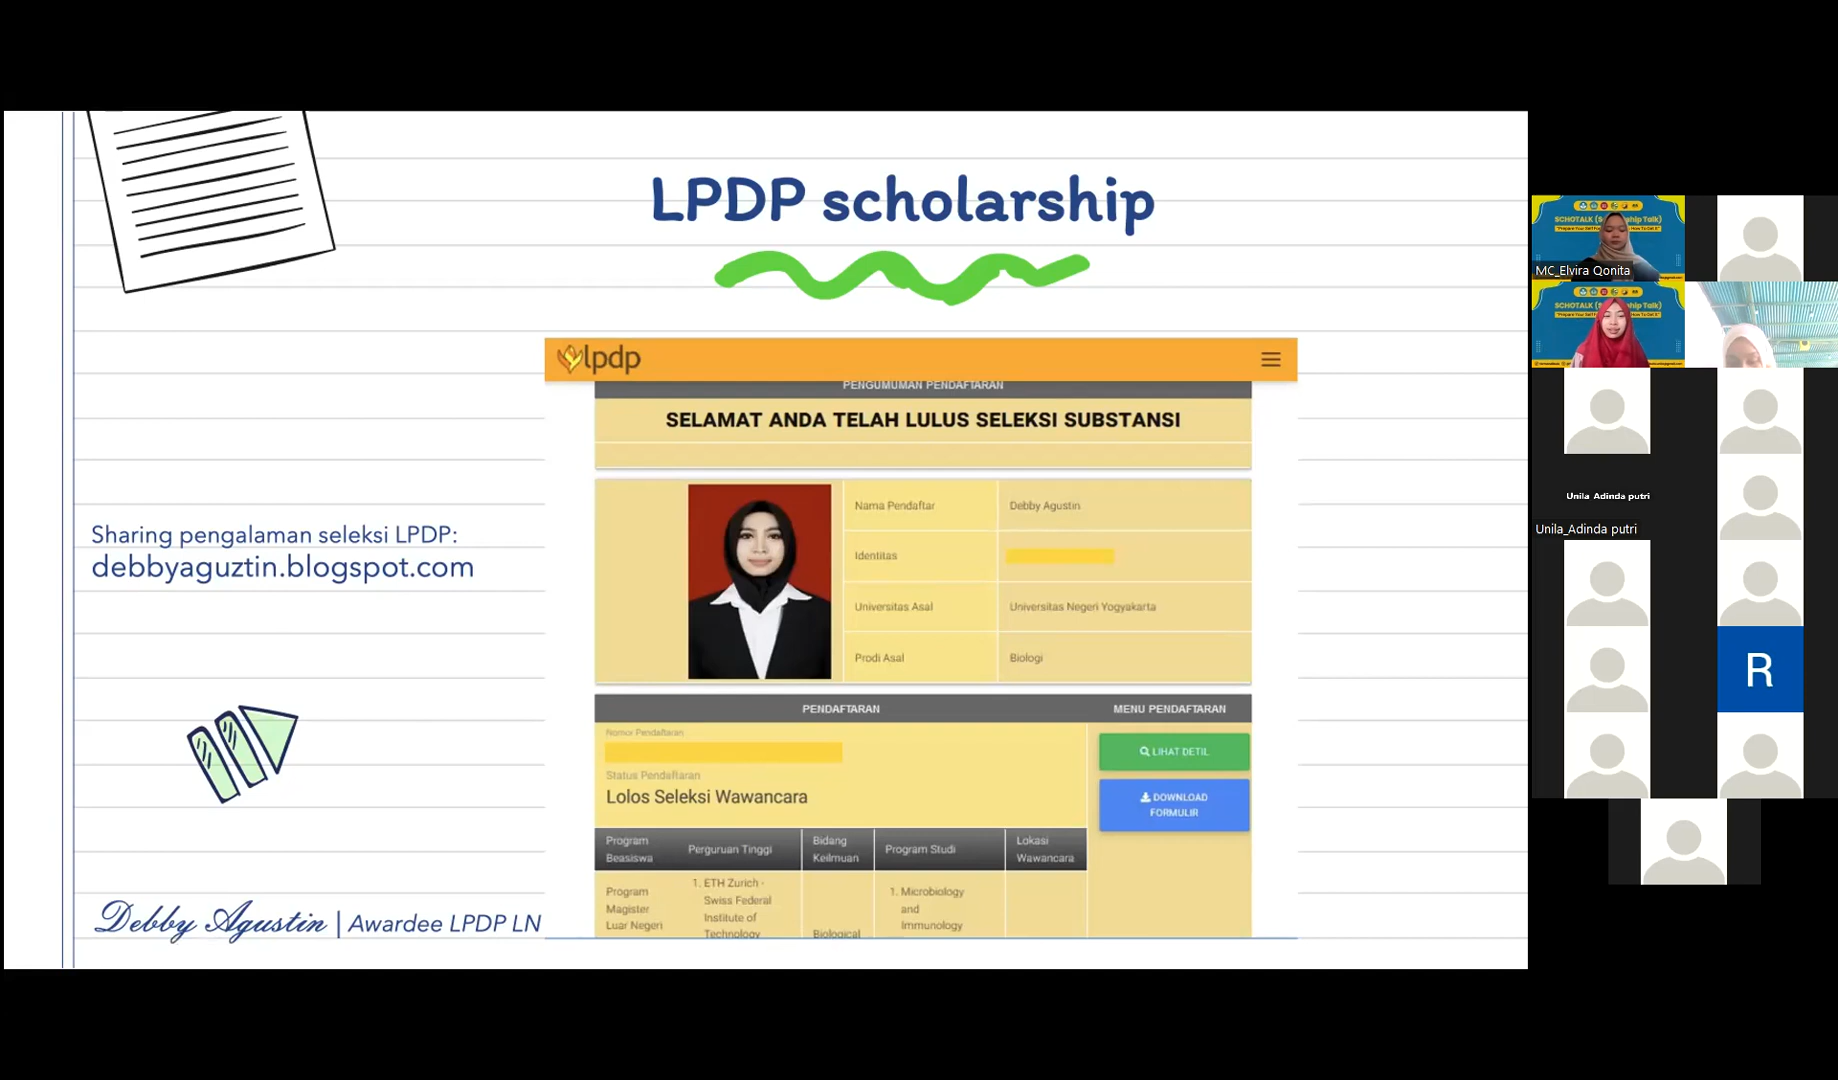 LPDP scholarship
lpdp
PENGUMUMAN PENDAFTARAN
SELAMAT ANDA TELAH LULUS SELEKSI SUBSTANSI
Nama Pendaftar
Debby Agustin
Identitas
Universitas Asal
Universitas Negeri Yogyakarta
Prodi Asal
Biologi
Sharing pengalaman seleksi LPDP:
debbyaguztin.blogspot.com
PENDAFTARAN
MENU PENDAFTARAN
Nomor Pendaftaran
Status Pendaftaran
Lolos Seleksi Wawancara
LIHAT DETIL
DOWNLOAD
FORMULIR
Program
Beasiswa
Perguruan Tinggi
Bidang
Keilmuan
Program Studi
Lokasi
Wawancara
Program
Magister
Luar Negeri
1. ETH Zurich -
Swiss Federal
Institute of
Technology
Biological
1. Microbiology
and
Immunology
Debby Agustin | Awardee LPDP LN
MC_Elvira Qonita
Unila_Adinda putri
Unila_Adinda putri
R